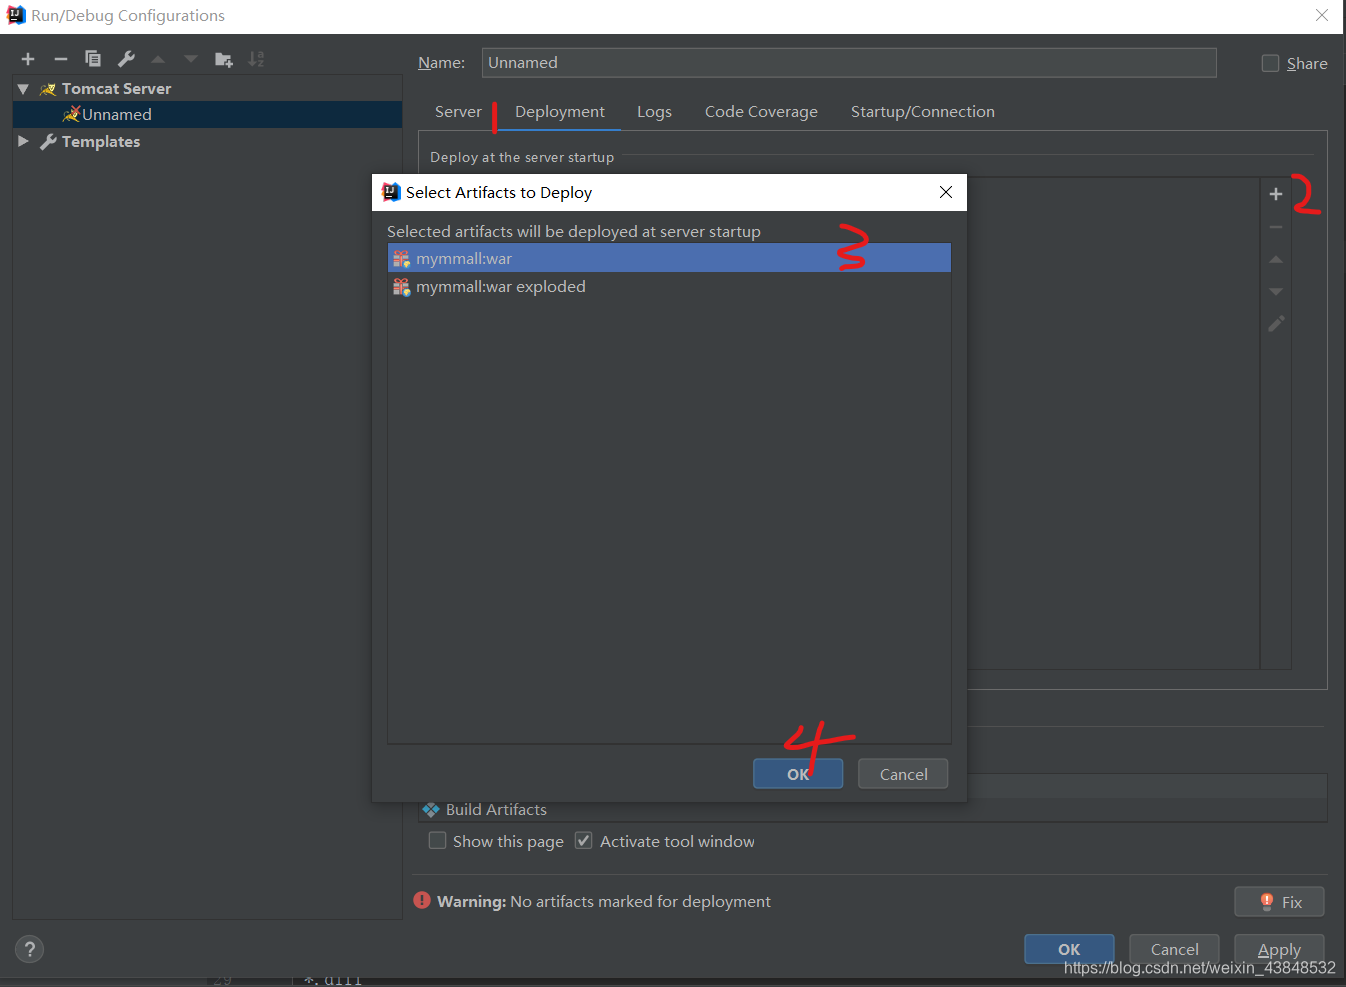 Run/Debug Configurations
Name: Unnamed
Share
Tomcat Server
Unnamed
Templates
Server 1 Deployment Logs Code Coverage Startup/Connection
Deploy at the server startup
2
Select Artifacts to Deploy
Selected artifacts will be deployed at server startup
3
mymmall:war
mymmall:war exploded
4
OK Cancel
Build Artifacts
Show this page Activate tool window
Warning: No artifacts marked for deployment
Fix
? OK Cancel Apply
https://blog.csdn.net/weixin_43848532
29 *.dill